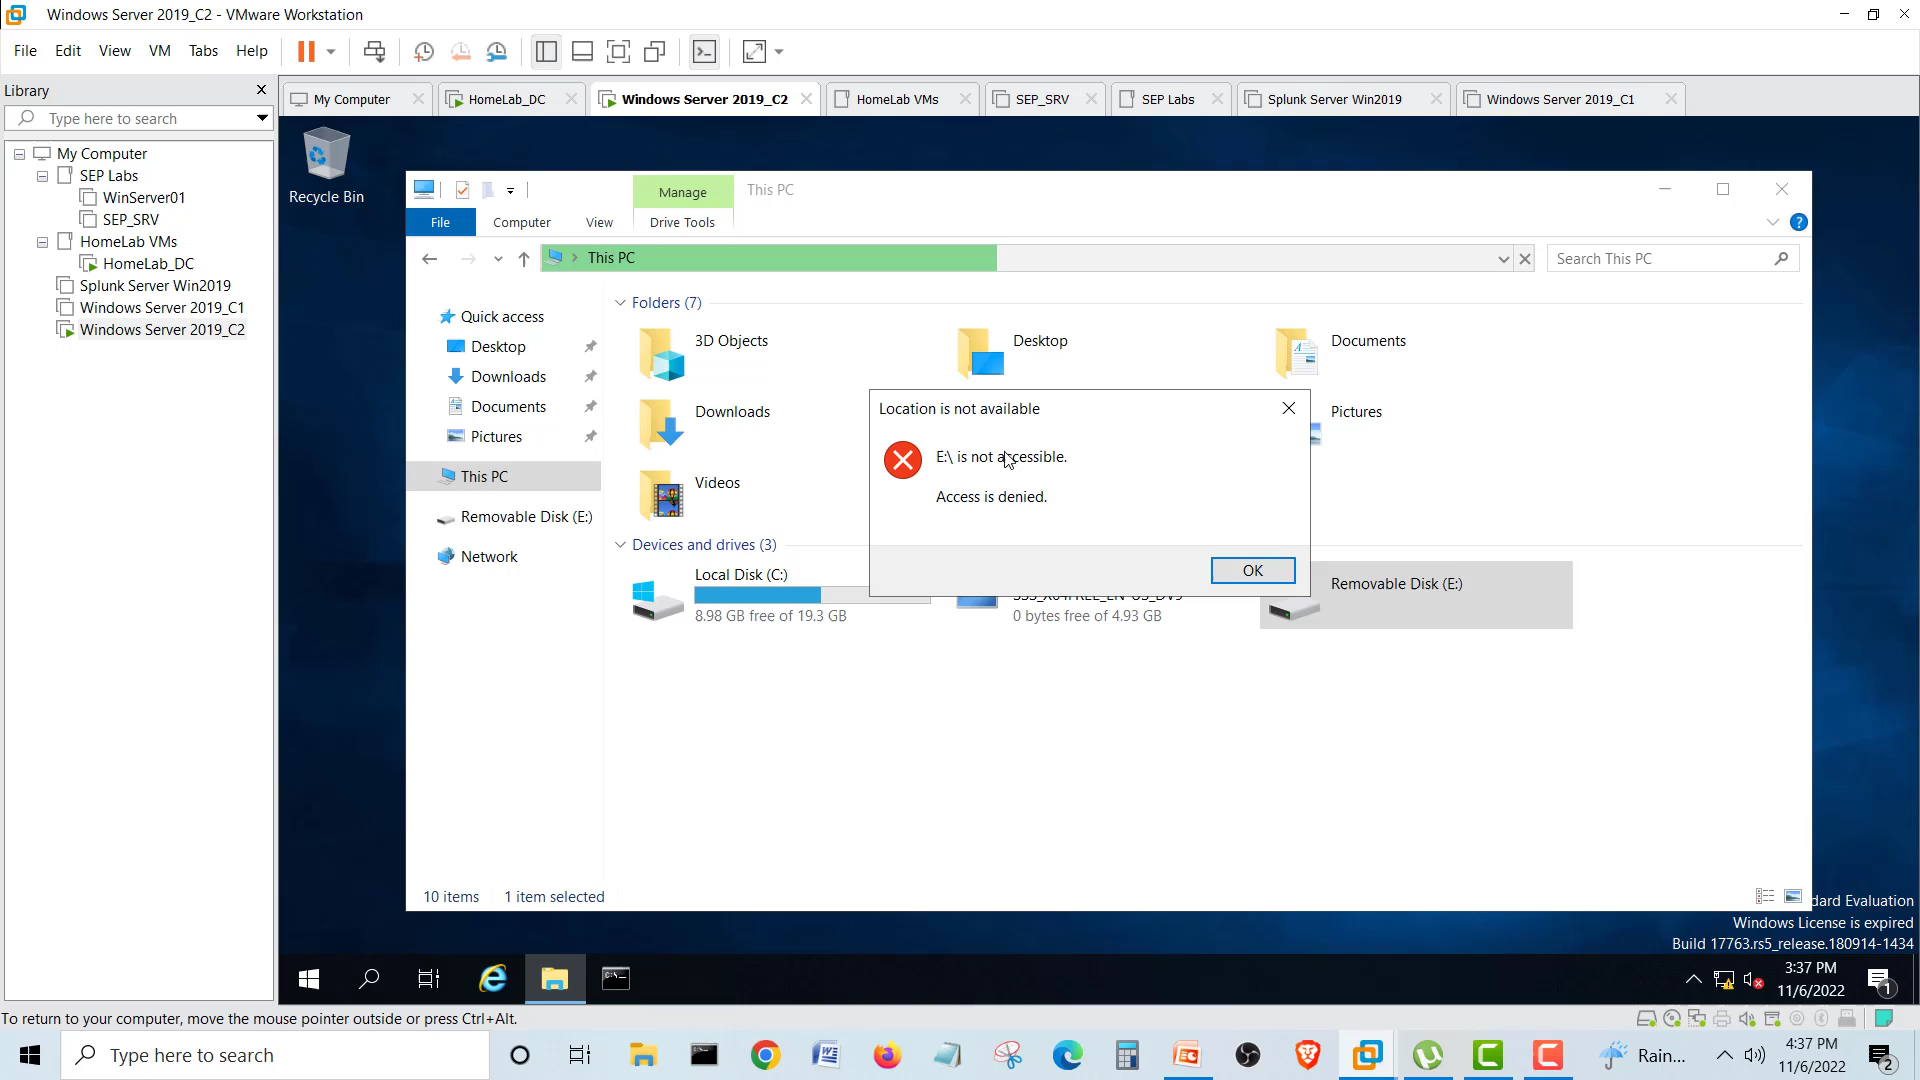 Windows Server 2019_C2 - VMware Workstation
File Edit View VM Tabs Help
Library
Type here to search
My Computer
SEP Labs
WinServer01
SEP_SRV
HomeLab VMs
HomeLab_DC
Splunk Server Win2019
Windows Server 2019_C1
Windows Server 2019_C2
My Computer HomeLab_DC Windows Server 2019_C2 HomeLab VMs SEP_SRV SEP Labs Splunk Server Win2019 Windows Server 2019_C1
Recycle Bin
Manage This PC
File Computer View Drive Tools
This PC
Search This PC
Quick access
Desktop
Downloads
Documents
Pictures
This PC
Removable Disk (E:)
Network
Folders (7)
3D Objects
Desktop
Documents
Downloads
Pictures
Videos
Devices and drives (3)
Local Disk (C:)
8.98 GB free of 19.3 GB
SSS_X64FREE_EN-US_DV9
0 bytes free of 4.93 GB
Removable Disk (E:)
Location is not available
E:\ is not accessible.
Access is denied.
OK
10 items 1 item selected
dard Evaluation
Windows License is expired
Build 17763.rs5_release.180914-1434
C:\
3:37 PM
11/6/2022
1
To return to your computer, move the mouse pointer outside or press Ctrl+Alt.
Type here to search
Rain...
4:37 PM
11/6/2022
2